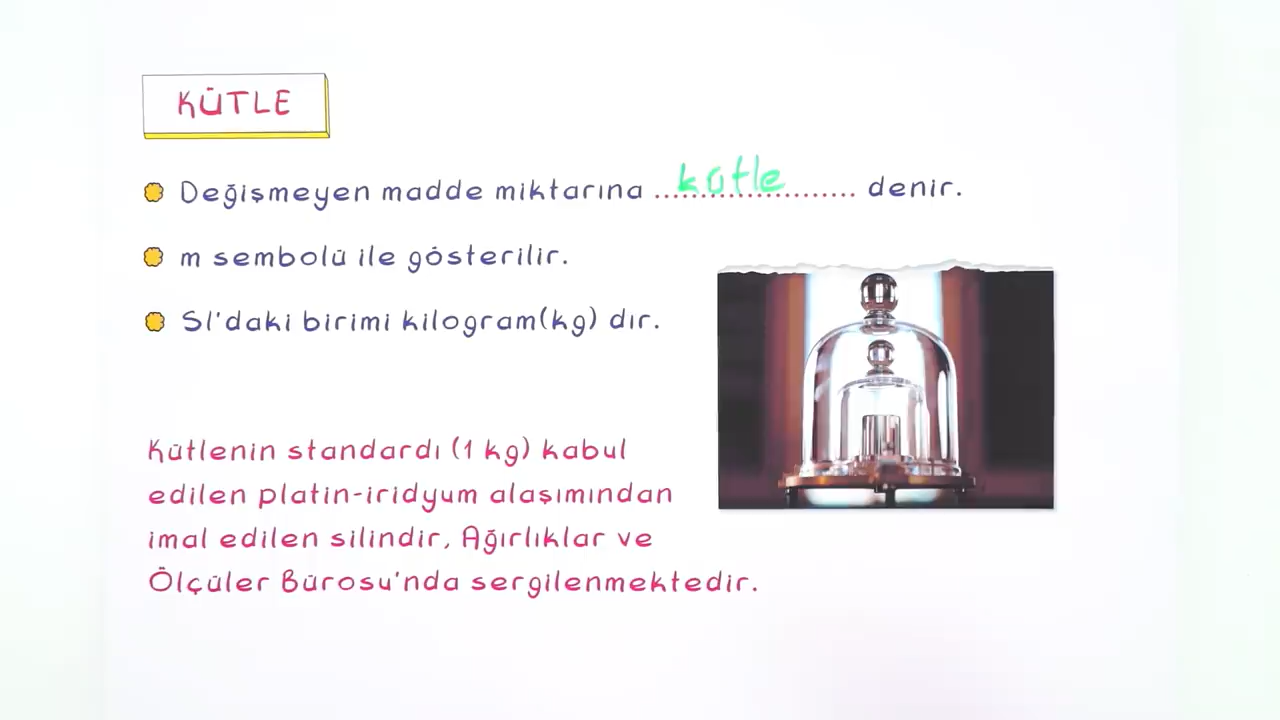 KÜTLE
Değişmeyen madde miktarına kütle denir.
m sembolü ile gösterilir.
SI'daki birimi kilogram(kg) dır.
Kütlenin standardı (1 kg) kabul
edilen platin-iridyum alaşımından
imal edilen silindir, Ağırlıklar ve
Ölçüler Bürosu'nda sergilenmektedir.